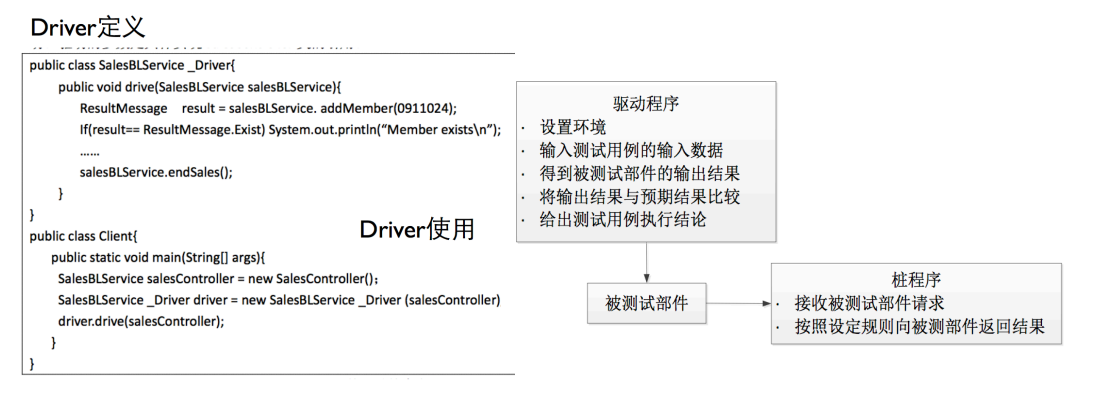 Driver定义
public class SalesBLService _Driver{
public void drive(SalesBLService salesBLService){
ResultMessage result = salesBLService. addMember(0911024);
If(result== ResultMessage.Exist) System.out.println(“Member exists\n”);
……
salesBLService.endSales();
}
}
Driver使用
public class Client{
public static void main(String[] args){
SalesBLService salesController = new SalesController();
SalesBLService _Driver driver = new SalesBLService _Driver (salesController)
driver.drive(salesController);
}
}
驱动程序
· 设置环境
· 输入测试用例的输入数据
· 得到被测试部件的输出结果
· 将输出结果与预期结果比较
· 给出测试用例执行结论
被测试部件
桩程序
· 接收被测试部件请求
· 按照设定规则向被测部件返回结果